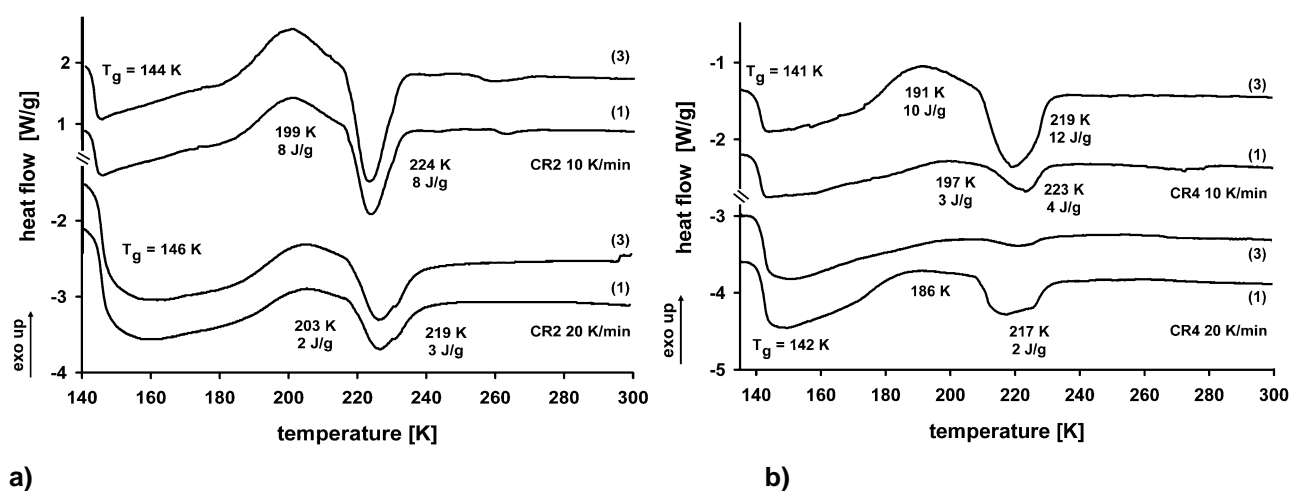 2
1
-2
-3
-4
heat flow [W/g]
exo up
T_g = 144 K
(3)
(1)
199 K
8 J/g
224 K
8 J/g
CR2 10 K/min
T_g = 146 K
(3)
(1)
203 K
2 J/g
219 K
3 J/g
CR2 20 K/min
140 160 180 200 220 240 260 280 300
temperature [K]
a)
-1
-2
-3
-4
-5
heat flow [W/g]
exo up
T_g = 141 K
(3)
191 K
10 J/g
219 K
12 J/g
(1)
197 K
3 J/g
223 K
4 J/g
CR4 10 K/min
(3)
(1)
186 K
T_g = 142 K
217 K
2 J/g
CR4 20 K/min
140 160 180 200 220 240 260 280 300
temperature [K]
b)